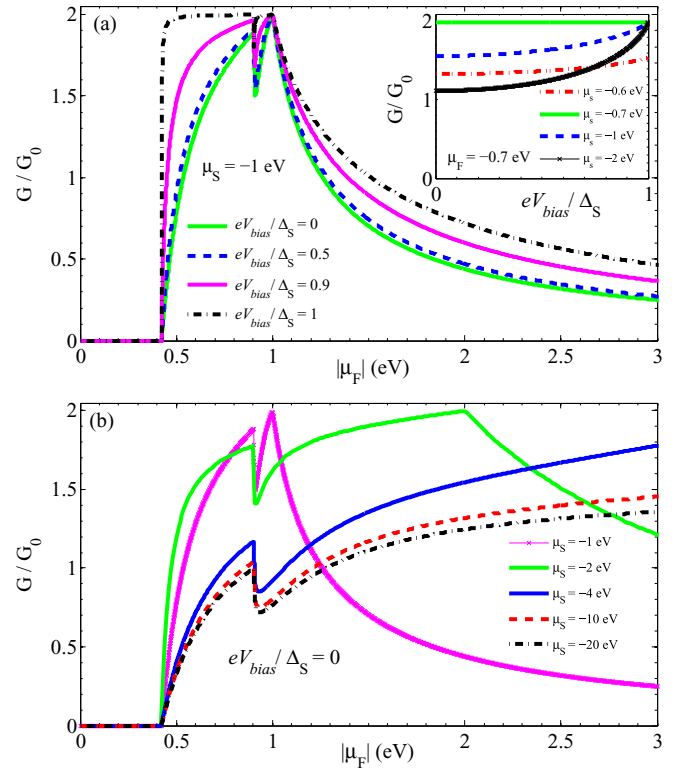 (a)
G / G0
2
1.5
1
0.5
0
0 0.5 1 1.5 2 2.5 3
|μF| (eV)
μS = −1 eV
eVbias/ ΔS = 0
eVbias/ ΔS = 0.5
eVbias/ ΔS = 0.9
eVbias/ ΔS = 1
G/ G0
2
1
0
0 1
eVbias/ ΔS
μF = −0.7 eV
μs = −0.6 eV
μs = −0.7 eV
μs = −1 eV
μs = −2 eV
(b)
G / G0
2
1.5
1
0.5
0
0 0.5 1 1.5 2 2.5 3
|μF| (eV)
eVbias/ ΔS = 0
μS = −1 eV
μS = −2 eV
μS = −4 eV
μS = −10 eV
μS = −20 eV